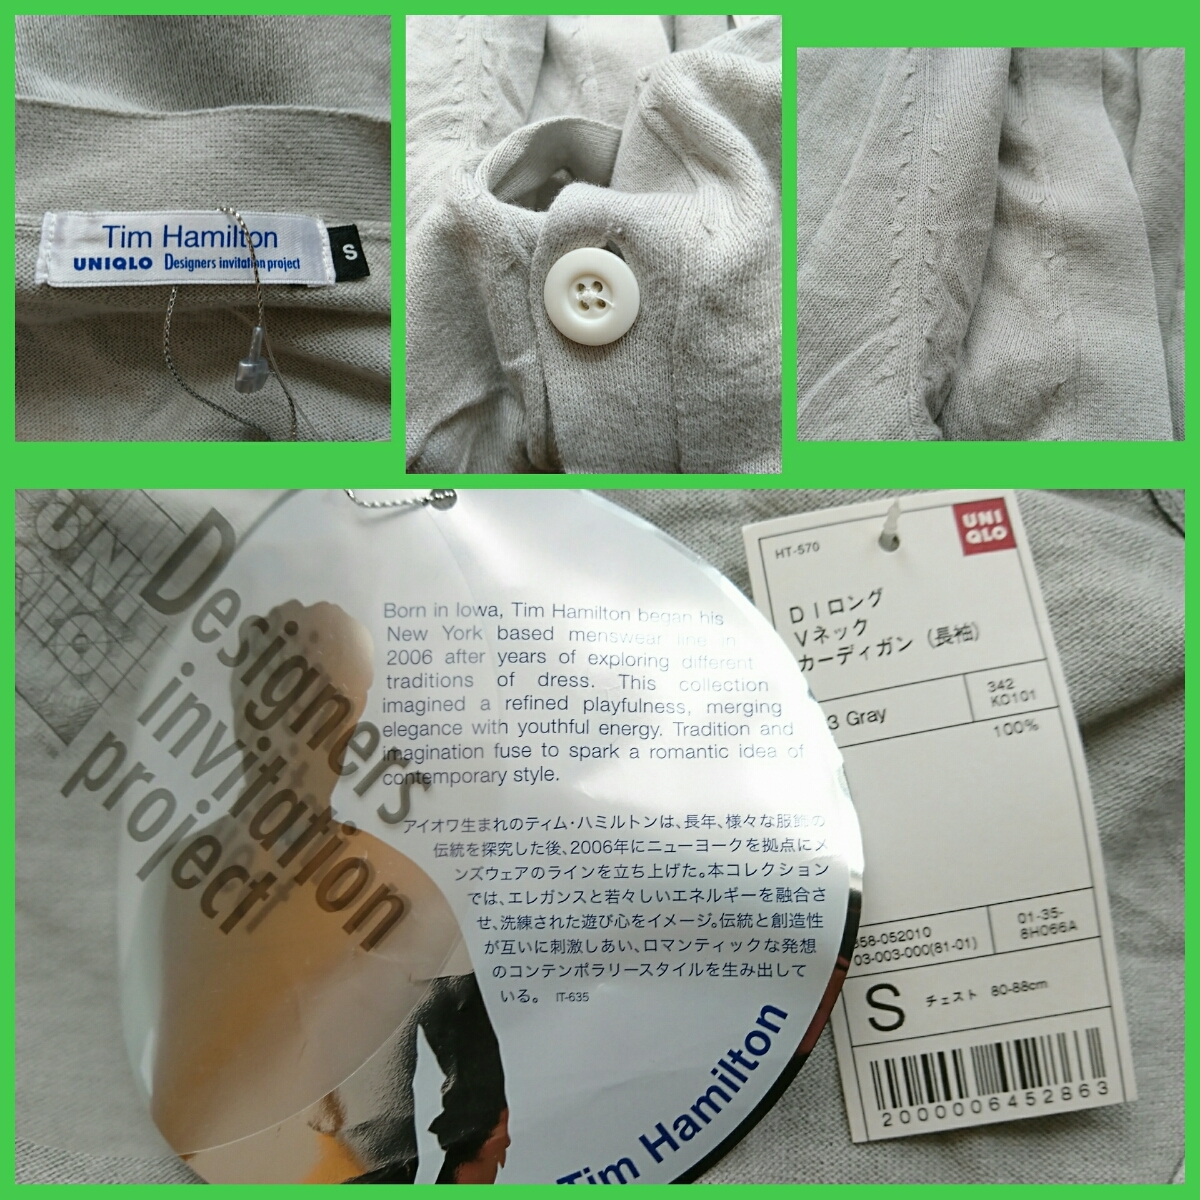 Tim Hamilton
UNIQLO Designers invitation project
S
Designers
invitation
project
Born in Iowa, Tim Hamilton began his
New York based menswear line in
2006 after years of exploring different
traditions of dress. This collection
imagined a refined playfulness, merging
elegance with youthful energy. Tradition and
imagination fuse to spark a romantic idea of
contemporary style.
アイオワ生まれのティム・ハミルトンは、長年、様々な服飾の
伝統を探究した後、2006年にニューヨークを拠点にメ
ンズウェアのラインを立ち上げた。本コレクション
では、エレガンスと若々しいエネルギーを融合さ
せ、洗練された遊び心をイメージ。伝統と創造性
が互いに刺激しあい、ロマンティックな発想
のコンテンポラリースタイルを生み出して
いる。 IT-635
Tim Hamilton
UNI
QLO
HT-570
DIロング
Vネック
カーディガン(長袖)
3 Gray
342
K0101
100%
358-052010
03-003-000(81-01)
01-35-
8H066A
S チェスト 80-88cm
2000006452863